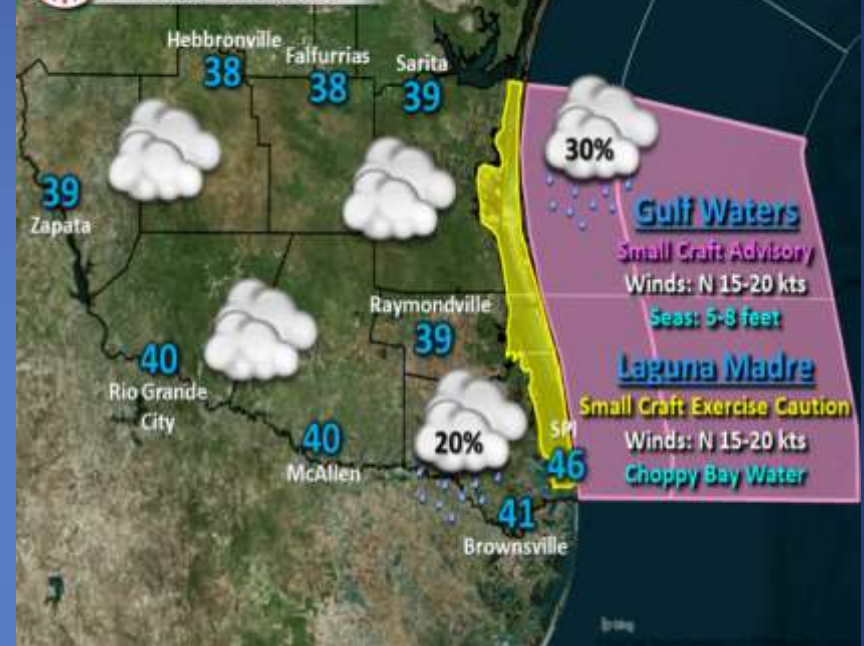 Hebbronville
38
Falfurrias
38
Sarita
39
30%
39
Zapata
Gulf Waters
Small Craft Advisory
Winds: N 15-20 kts
Seas: 5-8 feet
Raymondville
39
40
Rio Grande
City
Laguna Madre
Small Craft Exercise Caution
Winds: N 15-20 kts
Choppy Bay Water
20%
SPI
46
40
McAllen
41
Brownsville